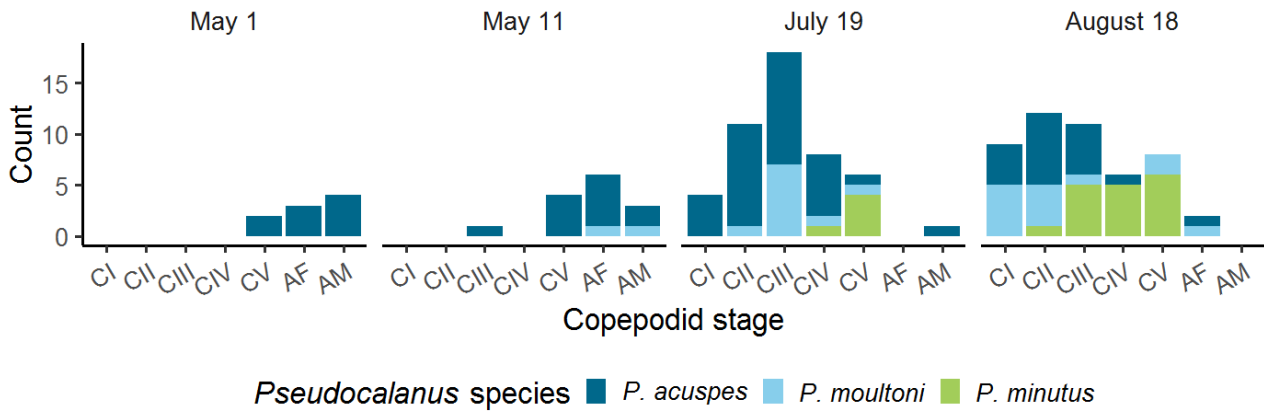 May 1 May 11 July 19 August 18
Count
15
10
5
0
CI CII CIII CIV CV AF AM CI CII CIII CIV CV AF AM CI CII CIII CIV CV AF AM CI CII CIII CIV CV AF AM
Copepodid stage
Pseudocalanus species P. acuspes P. moultoni P. minutus